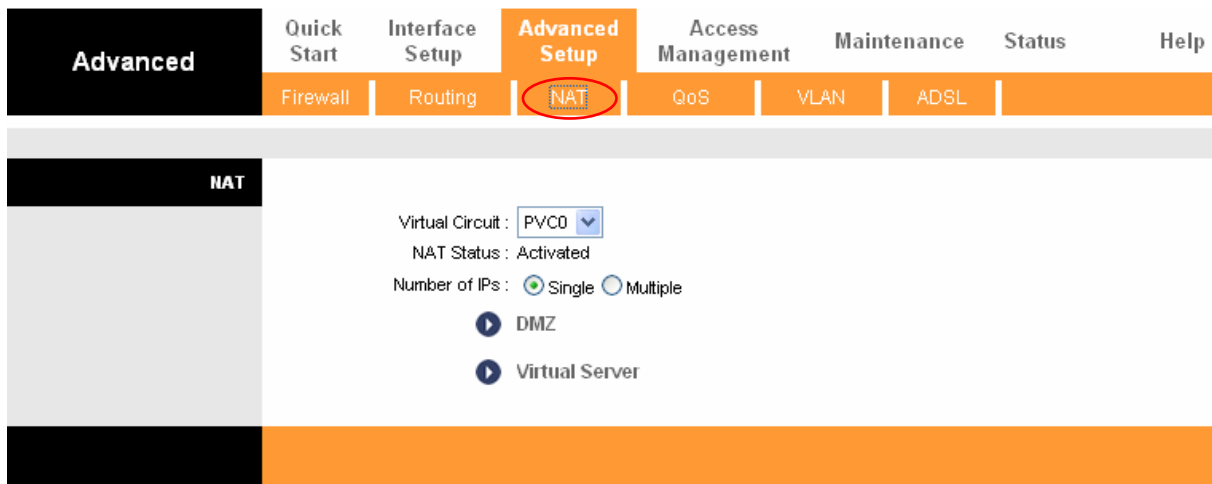 Advanced
Quick Start
Interface Setup
Advanced Setup
Access Management
Maintenance
Status
Help
Firewall
Routing
NAT
QoS
VLAN
ADSL
NAT
Virtual Circuit : PVC0
NAT Status : Activated
Number of IPs : Single Multiple
DMZ
Virtual Server